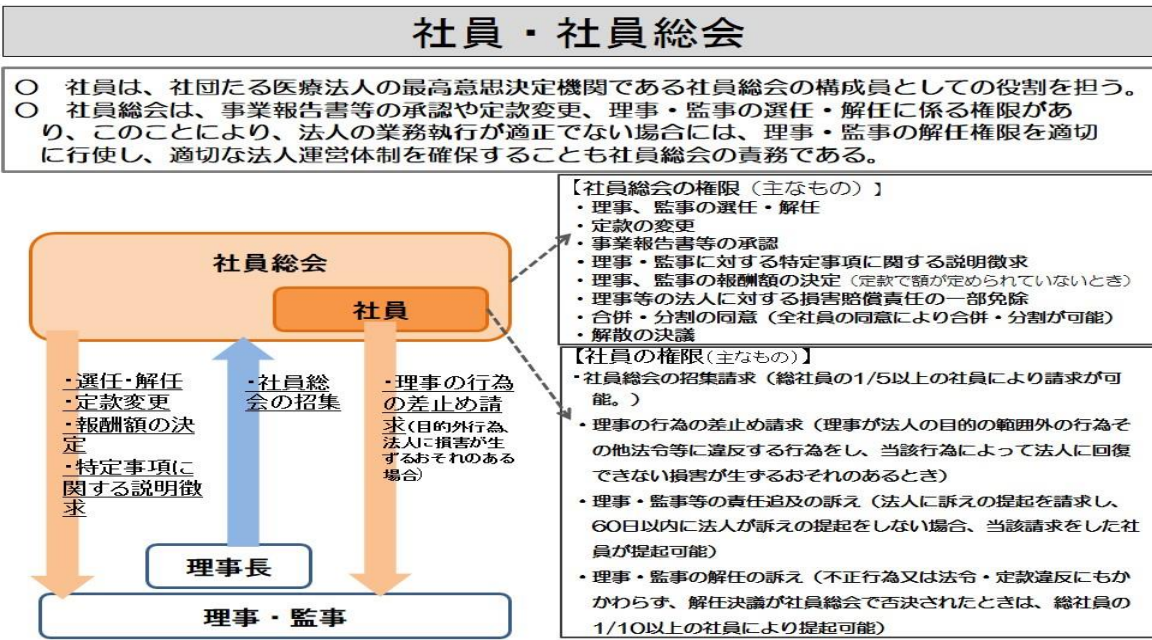 社員・社員総会
○　社員は、社団たる医療法人の最高意思決定機関である社員総会の構成員としての役割を担う。
○　社員総会は、事業報告書等の承認や定款変更、理事・監事の選任・解任に係る権限があ
り、このことにより、法人の業務執行が適正でない場合には、理事・監事の解任権限を適切
に行使し、適切な法人運営体制を確保することも社員総会の責務である。
社員総会
社員
・選任・解任
・定款変更
・報酬額の決
定
・特定事項に
関する説明徴
求
・社員総
会の招集
・理事の行為
の差止め請
求(目的外行為、
法人に損害が生
ずるおそれのある
場合)
理事長
理事・監事
【社員総会の権限（主なもの）】
・理事、監事の選任・解任
・定款の変更
・事業報告書等の承認
・理事・監事に対する特定事項に関する説明徴求
・理事、監事の報酬額の決定（定款で額が定められていないとき）
・理事等の法人に対する損害賠償責任の一部免除
・合併・分割の同意（全社員の同意により合併・分割が可能）
・解散の決議
【社員の権限(主なもの)】
・社員総会の招集請求（総社員の1/5以上の社員により請求が可
能。）
・理事の行為の差止め請求（理事が法人の目的の範囲外の行為そ
の他法令等に違反する行為をし、当該行為によって法人に回復
できない損害が生ずるおそれのあるとき）
・理事・監事等の責任追及の訴え（法人に訴えの提起を請求し、
60日以内に法人が訴えの提起をしない場合、当該請求をした社
員が提起可能）
・理事・監事の解任の訴え（不正行為又は法令・定款違反にもか
かわらず、解任決議が社員総会で否決されたときは、総社員の
1/10以上の社員により提起可能）